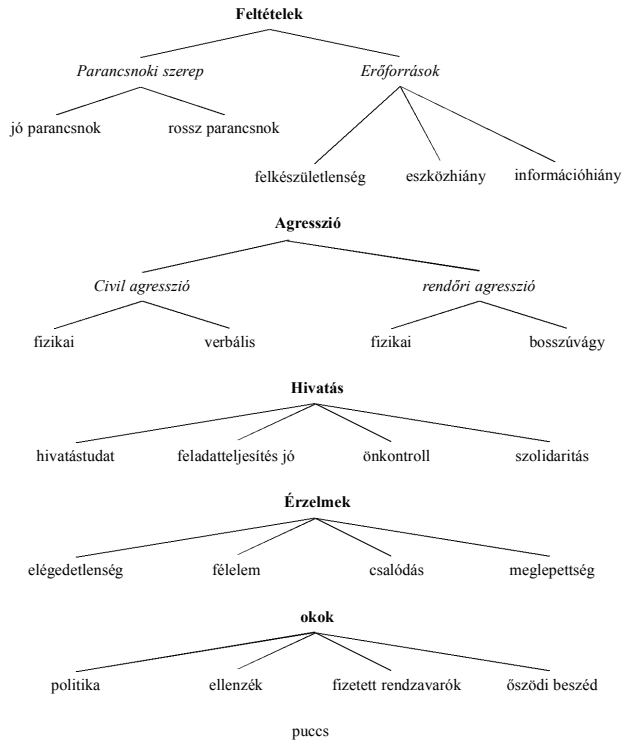 Feltételek
Parancsnoki szerep Erőforrások
jó parancsnok rossz parancsnok
felkészületlenség eszközhiány információhiány
Agresszió
Civil agresszió rendőri agresszió
fizikai verbális fizikai bosszúvágy
Hivatás
hivatástudat feladatteljesítés jó önkontroll szolidaritás
Érzelmek
elégedetlenség félelem csalódás meglepettség
okok
politika ellenzék fizetett rendzavarók őszödi beszéd
puccs